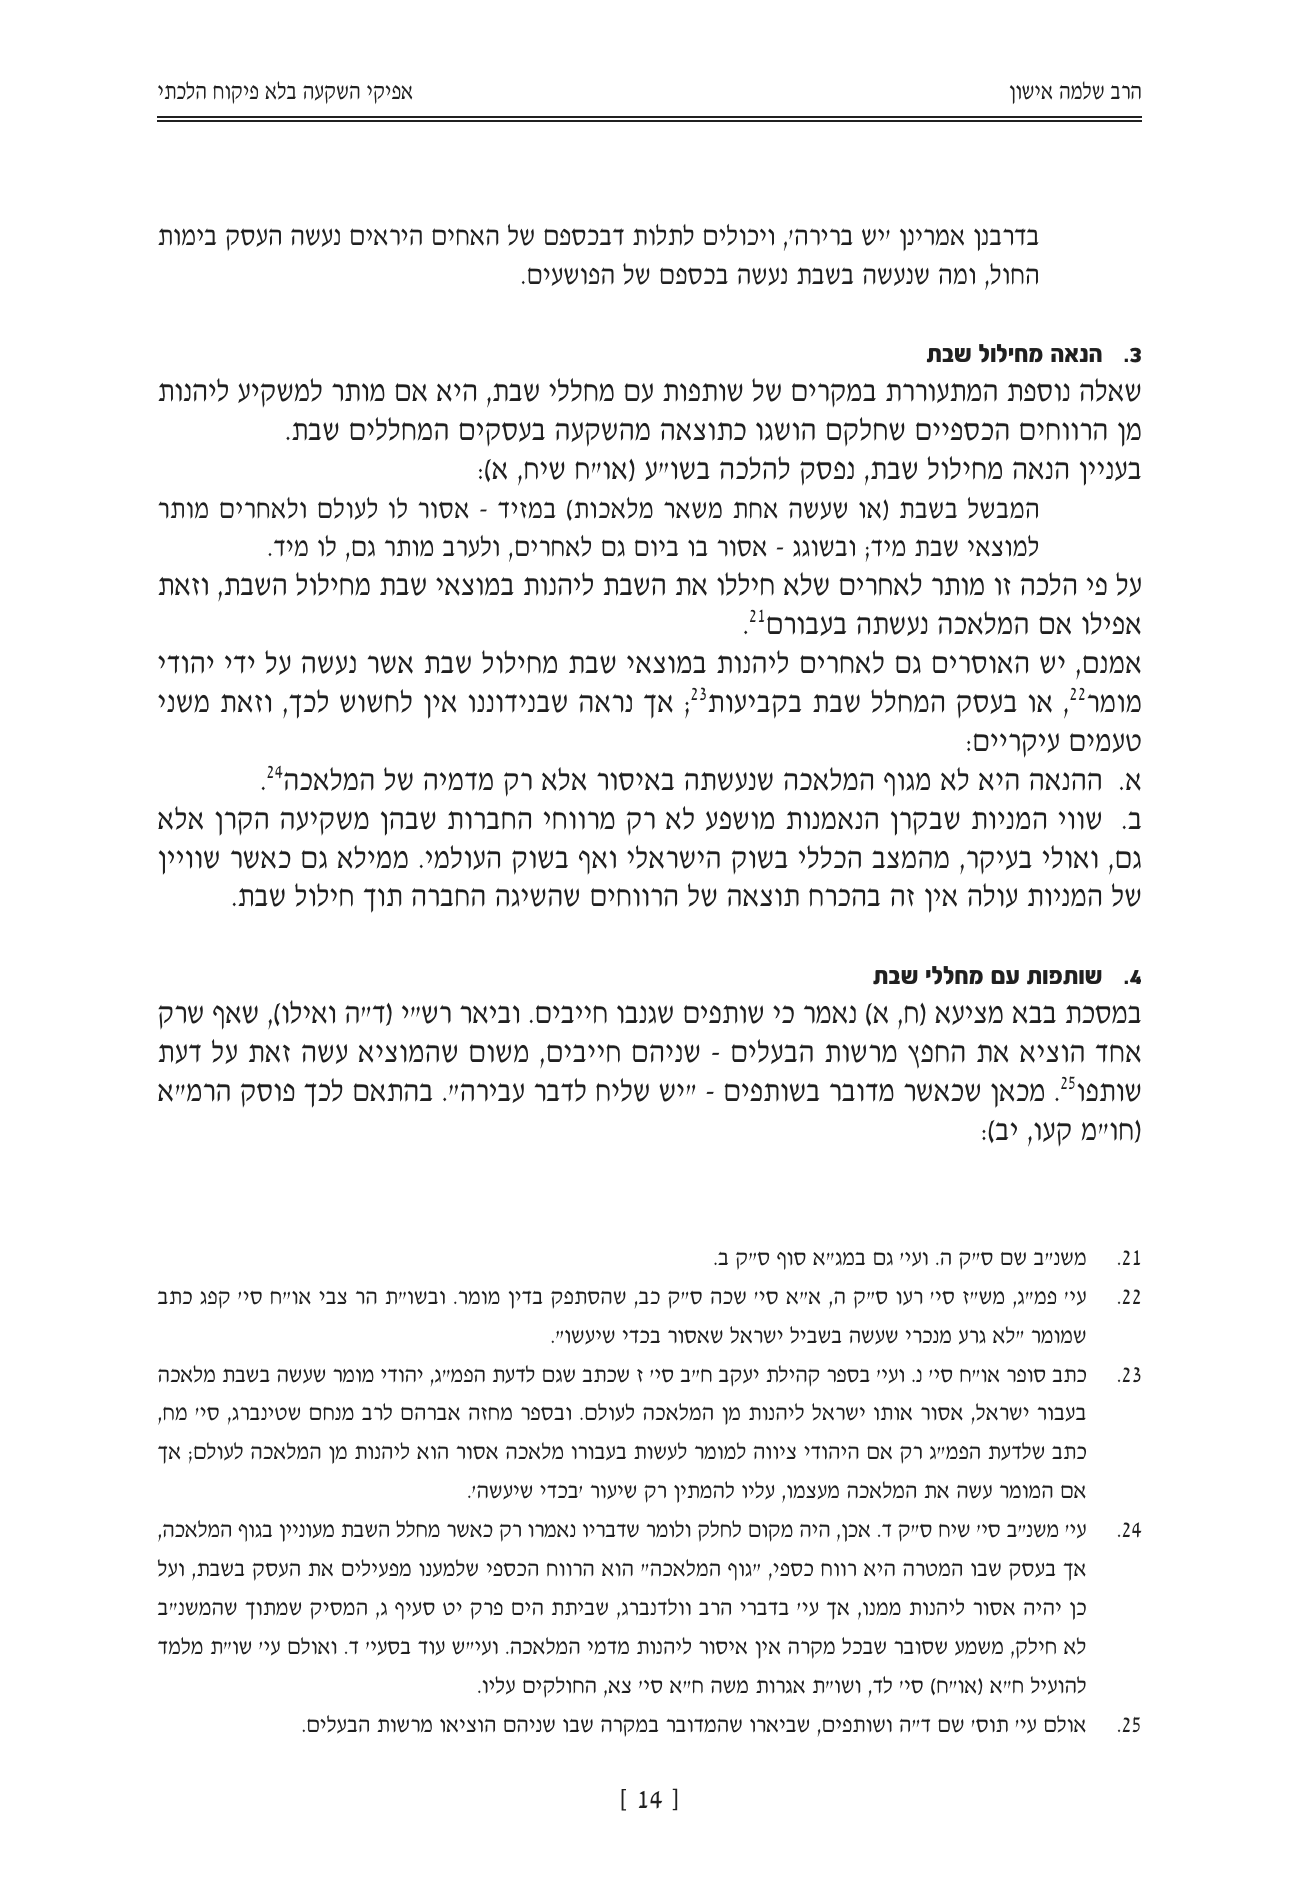 הרב שלמה אישון
אפיקי השקעה בלא פיקוח הלכתי
בדרבנן אמרינן 'יש ברירה', ויכולים לתלות דבכספם של האחים היראים נעשה העסק בימות
החול, ומה שנעשה בשבת נעשה בכספם של הפושעים.
3. הנאה מחילול שבת
שאלה נוספת המתעוררת במקרים של שותפות עם מחללי שבת, היא אם מותר למשקיע ליהנות
מן הרווחים הכספיים שחלקם הושגו כתוצאה מהשקעה בעסקים המחללים שבת.
בעניין הנאה מחילול שבת, נפסק להלכה בשו"ע (או"ח שיח, א):
המבשל בשבת (או שעשה אחת משאר מלאכות) במזיד - אסור לו לעולם ולאחרים מותר
למוצאי שבת מיד; ובשוגג - אסור בו ביום גם לאחרים, ולערב מותר גם, לו מיד.
על פי הלכה זו מותר לאחרים שלא חיללו את השבת ליהנות במוצאי שבת מחילול השבת, וזאת
אפילו אם המלאכה נעשתה בעבורם21.
אמנם, יש האוסרים גם לאחרים ליהנות במוצאי שבת מחילול שבת אשר נעשה על ידי יהודי
מומר22, או בעסק המחלל שבת בקביעות23; אך נראה שבנידוננו אין לחשוש לכך, וזאת משני
טעמים עיקריים:
א. ההנאה היא לא מגוף המלאכה שנעשתה באיסור אלא רק מדמיה של המלאכה24.
ב. שווי המניות שבקרן הנאמנות מושפע לא רק מרווחי החברות שבהן משקיעה הקרן אלא
גם, ואולי בעיקר, מהמצב הכללי בשוק הישראלי ואף בשוק העולמי. ממילא גם כאשר שוויין
של המניות עולה אין זה בהכרח תוצאה של הרווחים שהשיגה החברה תוך חילול שבת.
4. שותפות עם מחללי שבת
במסכת בבא מציעא (ח, א) נאמר כי שותפים שגנבו חייבים. וביאר רש"י (ד"ה ואילו), שאף שרק
אחד הוציא את החפץ מרשות הבעלים - שניהם חייבים, משום שהמוציא עשה זאת על דעת
שותפו25. מכאן שכאשר מדובר בשותפים - "יש שליח לדבר עבירה". בהתאם לכך פוסק הרמ"א
(חו"מ קעו, יב):
21. משנ"ב שם ס"ק ה. ועי' גם במג"א סוף ס"ק ב.
22. עי' פמ"ג, מש"ז סי' רעו ס"ק ה, א"א סי' שכה ס"ק כב, שהסתפק בדין מומר. ובשו"ת הר צבי או"ח סי' קפג כתב
שמומר "לא גרע מנכרי שעשה בשביל ישראל שאסור בכדי שיעשו".
23. כתב סופר או"ח סי' נ. ועי' בספר קהילת יעקב ח"ב סי' ז שכתב שגם לדעת הפמ"ג, יהודי מומר שעשה בשבת מלאכה
בעבור ישראל, אסור אותו ישראל ליהנות מן המלאכה לעולם. ובספר מחזה אברהם לרב מנחם שטינברג, סי' מח,
כתב שלדעת הפמ"ג רק אם היהודי ציווה למומר לעשות בעבורו מלאכה אסור הוא ליהנות מן המלאכה לעולם; אך
אם המומר עשה את המלאכה מעצמו, עליו להמתין רק שיעור 'בכדי שיעשה'.
24. עי' משנ"ב סי' שיח ס"ק ד. אכן, היה מקום לחלק ולומר שדבריו נאמרו רק כאשר מחלל השבת מעוניין בגוף המלאכה,
אך בעסק שבו המטרה היא רווח כספי, "גוף המלאכה" הוא הרווח הכספי שלמענו מפעילים את העסק בשבת, ועל
כן יהיה אסור ליהנות ממנו, אך עי' בדברי הרב וולדנברג, שביתת הים פרק יט סעיף ג, המסיק שמתוך שהמשנ"ב
לא חילק, משמע שסובר שבכל מקרה אין איסור ליהנות מדמי המלאכה. ועי"ש עוד בסעי' ד. ואולם עי' שו"ת מלמד
להועיל ח"א (או"ח) סי' לד, ושו"ת אגרות משה ח"א סי' צא, החולקים עליו.
25. אולם עי' תוס' שם ד"ה ושותפים, שביארו שהמדובר במקרה שבו שניהם הוציאו מרשות הבעלים.
[ 14 ]